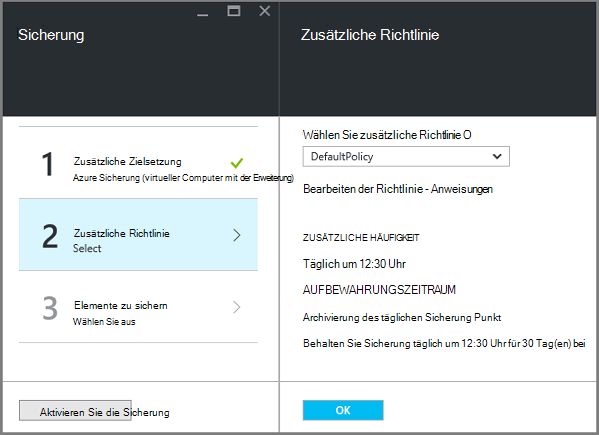 Sicherung
1
Zusätzliche Zielsetzung
Azure Sicherung (virtueller Computer mit der Erweiterung)
2
Zusätzliche Richtlinie
Select
3
Elemente zu sichern
Wählen Sie aus
Aktivieren Sie die Sicherung
Zusätzliche Richtlinie
Wählen Sie zusätzliche Richtlinie O
DefaultPolicy
Bearbeiten der Richtlinie - Anweisungen
ZUSÄTZLICHE HÄUFIGKEIT
Täglich um 12:30 Uhr
AUFBEWAHRUNGSZEITRAUM
Archivierung des täglichen Sicherung Punkt
Behalten Sie Sicherung täglich um 12:30 Uhr für 30 Tag(en) bei
OK